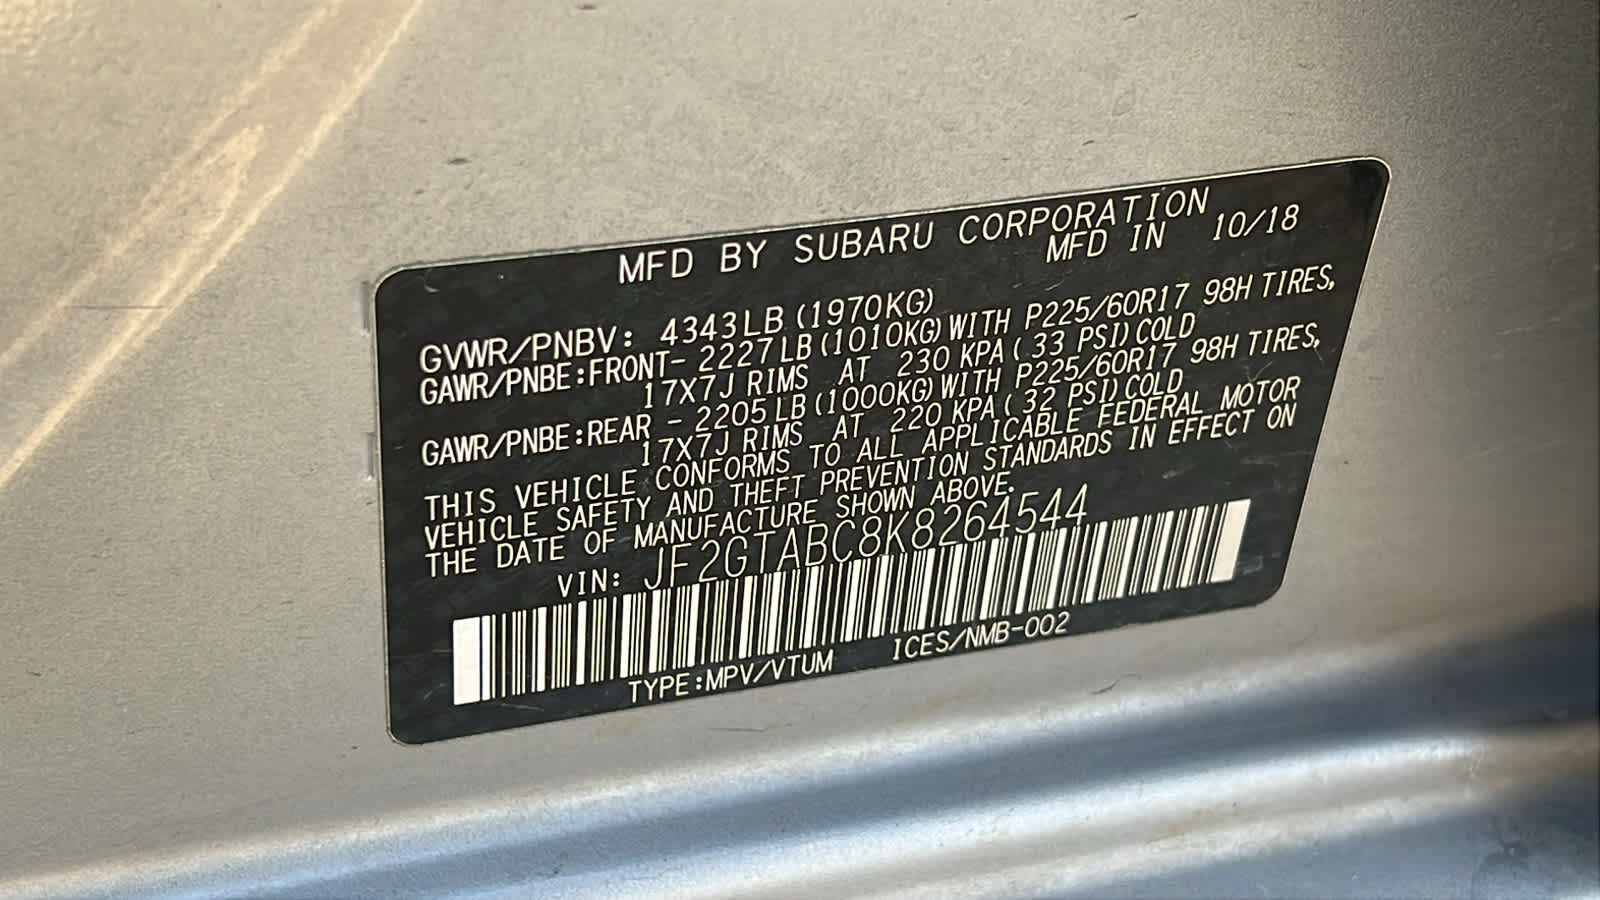 MFD BY SUBARU CORPORATION
MFD IN 10/18
GVWR/PNBV: 4343LB (1970KG)
GAWR/PNBE:FRONT- 2227LB (1010KG) WITH P225/60R17 98H TIRES,
17X7J RIMS AT 230 KPA ( 33 PSI) COLD
GAWR/PNBE:REAR - 2205LB (1000KG) WITH P225/60R17 98H TIRES,
17X7J RIMS AT 220 KPA ( 32 PSI) COLD
THIS VEHICLE CONFORMS TO ALL APPLICABLE FEDERAL MOTOR
VEHICLE SAFETY AND THEFT PREVENTION STANDARDS IN EFFECT ON
THE DATE OF MANUFACTURE SHOWN ABOVE.
VIN: JF2GTABC8K8264544
TYPE:MPV/VTUM ICES/NMB-002